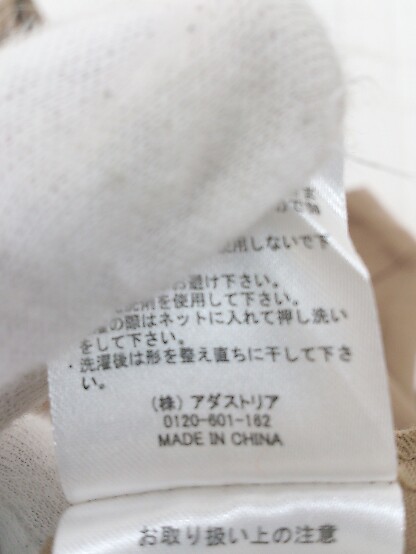 使用しないで下
お避け下さい。
洗剤を使用して下さい。
の際はネットに入れて押し洗い
をして下さい。
・洗濯後は形を整え直ちに干して下さ
い。
(株) アダストリア
0120-601-162
MADE IN CHINA
お取り扱い上の注意